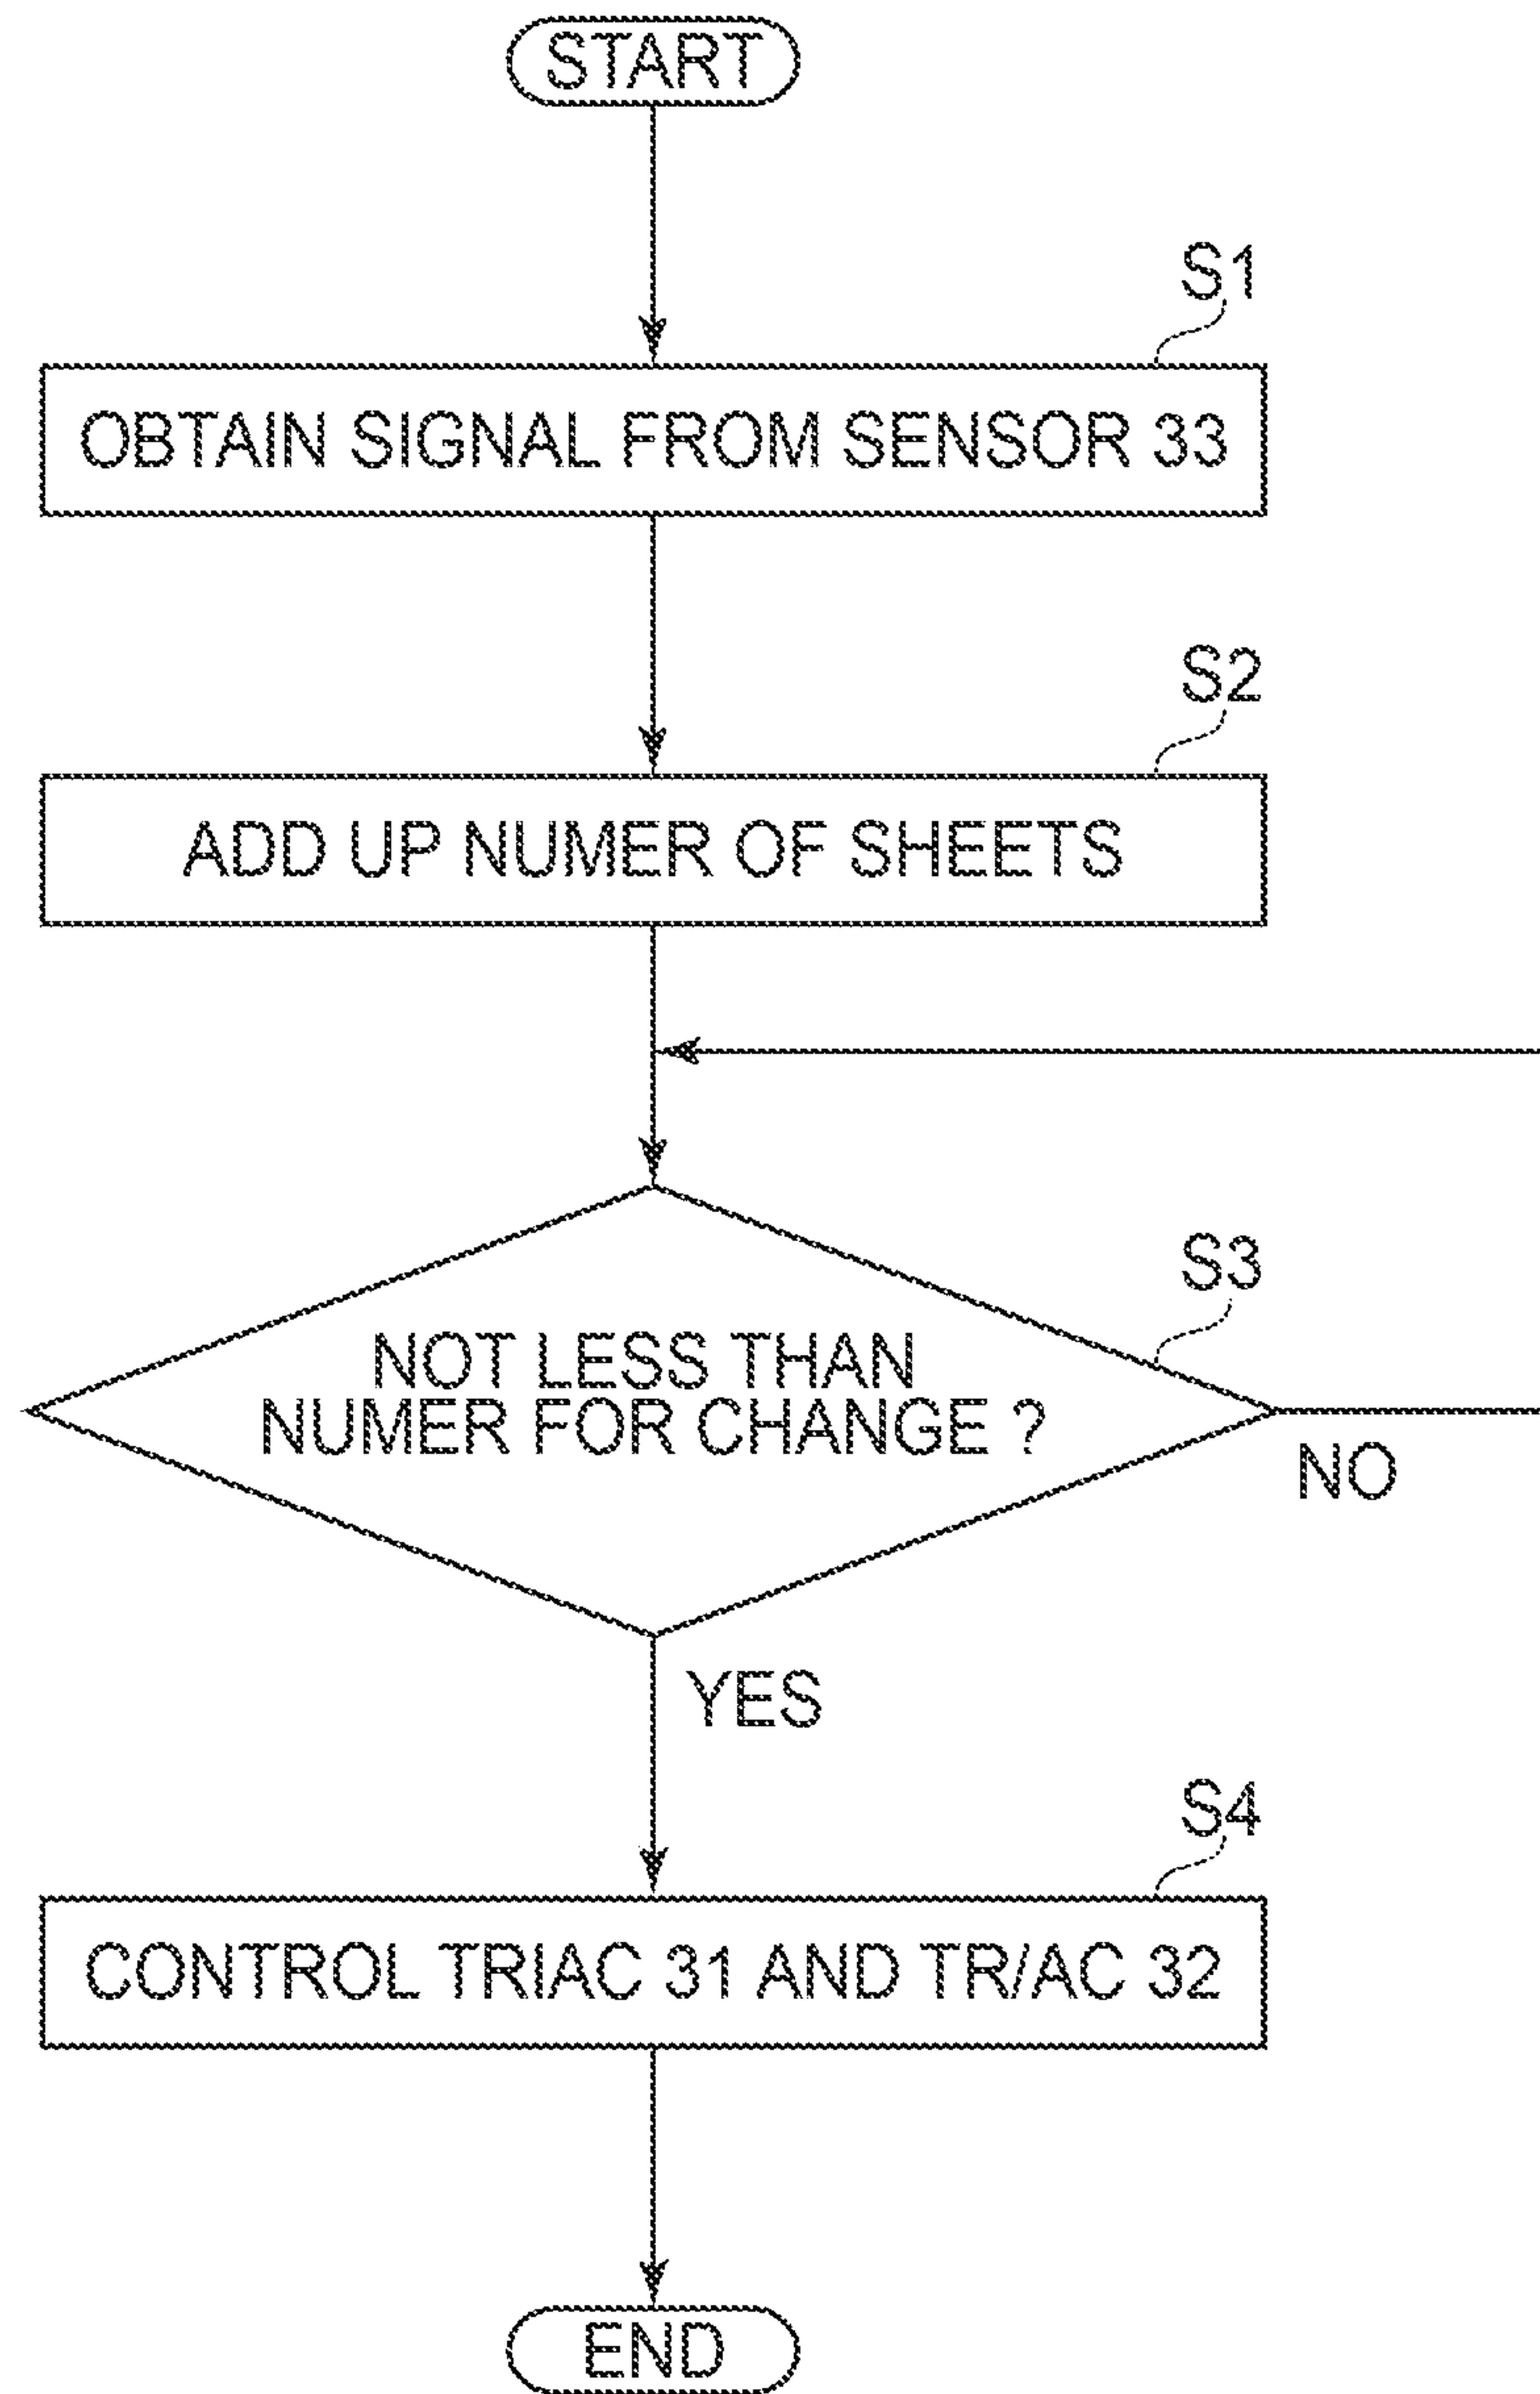 START
S1
OBTAIN SIGNAL FROM SENSOR 33
S2
ADD UP NUMER OF SHEETS
S3
NOT LESS THAN
NUMER FOR CHANGE ?
NO
YES
S4
CONTROL TRIAC 31 AND TR/AC 32
END